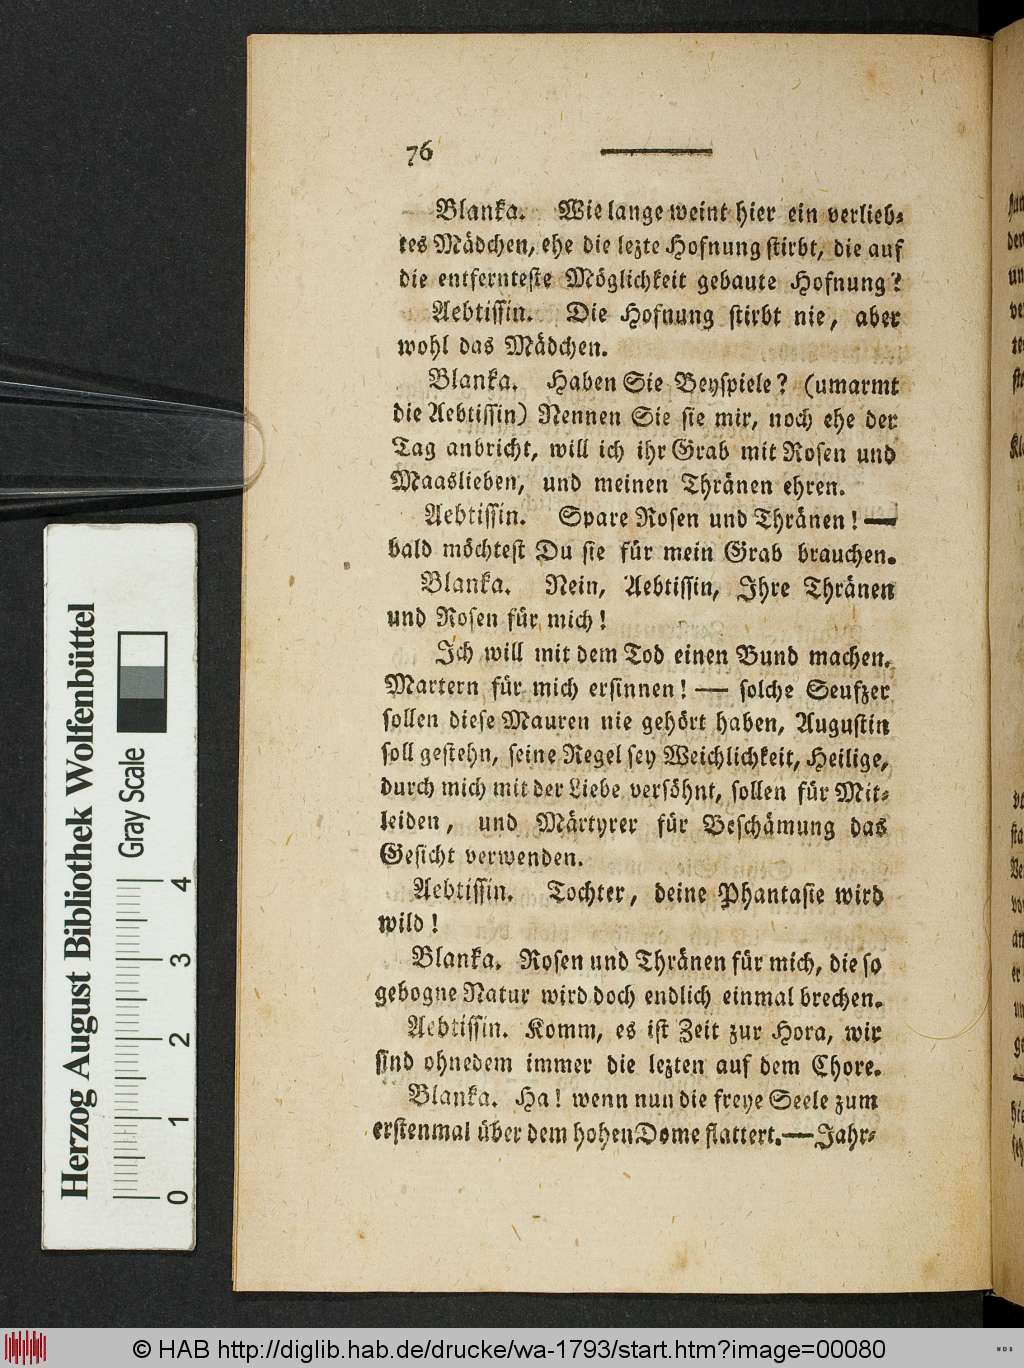 76
Blanka. Wie lange weint hier ein verlieb-
tes Mädchen, ehe die lezte Hofnung stirbt, die auf
die entfernteste Möglichkeit gebaute Hofnung?
Aebtissin. Die Hofnung stirbt nie, aber
wohl das Mädchen.
Blanka. Haben Sie Beyspiele? (umarmt
die Aebtissin) Nennen Sie sie mir, noch ehe der
Tag anbricht, will ich ihr Grab mit Rosen und
Maaslieben, und meinen Thränen ehren.
Aebtissin. Spare Rosen und Thränen! —
bald möchtest Du sie für mein Grab brauchen.
Blanka. Nein, Aebtissin, Ihre Thränen
und Rosen für mich!
Ich will mit dem Tod einen Bund machen.
Martern für mich ersinnen! — solche Seufzer
sollen diese Mauren nie gehört haben, Augustin
soll gestehn, seine Regel sey Weichlichkeit, Heilige,
durch mich mit der Liebe versöhnt, sollen für Mit-
leiden, und Märtyrer für Beschämung das
Gesicht verwenden.
Aebtissin. Tochter, deine Phantasie wird
wild!
Blanka. Rosen und Thränen für mich, die so
gebogne Natur wird doch endlich einmal brechen.
Aebtissin. Komm, es ist Zeit zur Hora, wir
sind ohnedem immer die lezten auf dem Chore.
Blanka. Ha! wenn nun die freye Seele zum
erstenmal über dem hohen Dome flattert. — Jahr-
Herzog August Bibliothek Wolfenbüttel
Gray Scale
0 1 2 3 4
© HAB http://diglib.hab.de/drucke/wa-1793/start.htm?image=00080